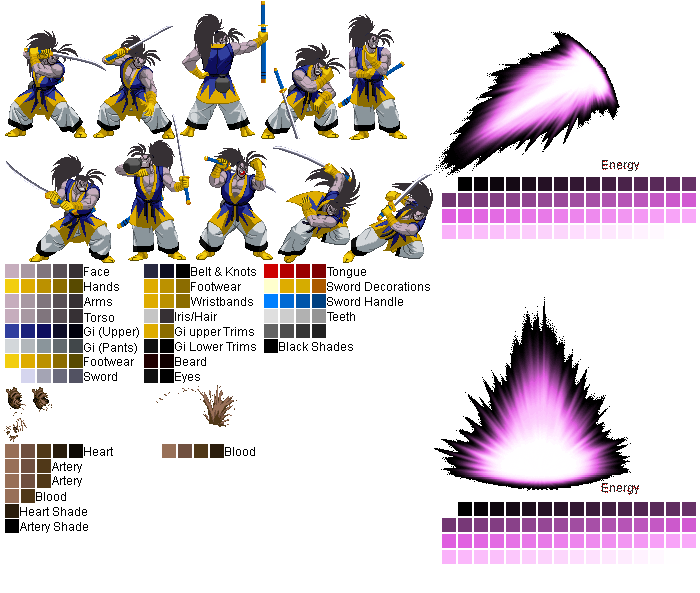 Energy
Face
Hands
Arms
Torso
Gi (Upper)
Gi (Pants)
Footwear
Sword
Belt & Knots
Footwear
Wristbands
Iris/Hair
Gi upper Trims
Gi Lower Trims
Beard
Eyes
Tongue
Sword Decorations
Sword Handle
Teeth
Black Shades
Heart
Artery
Artery
Blood
Heart Shade
Artery Shade
Blood
Energy